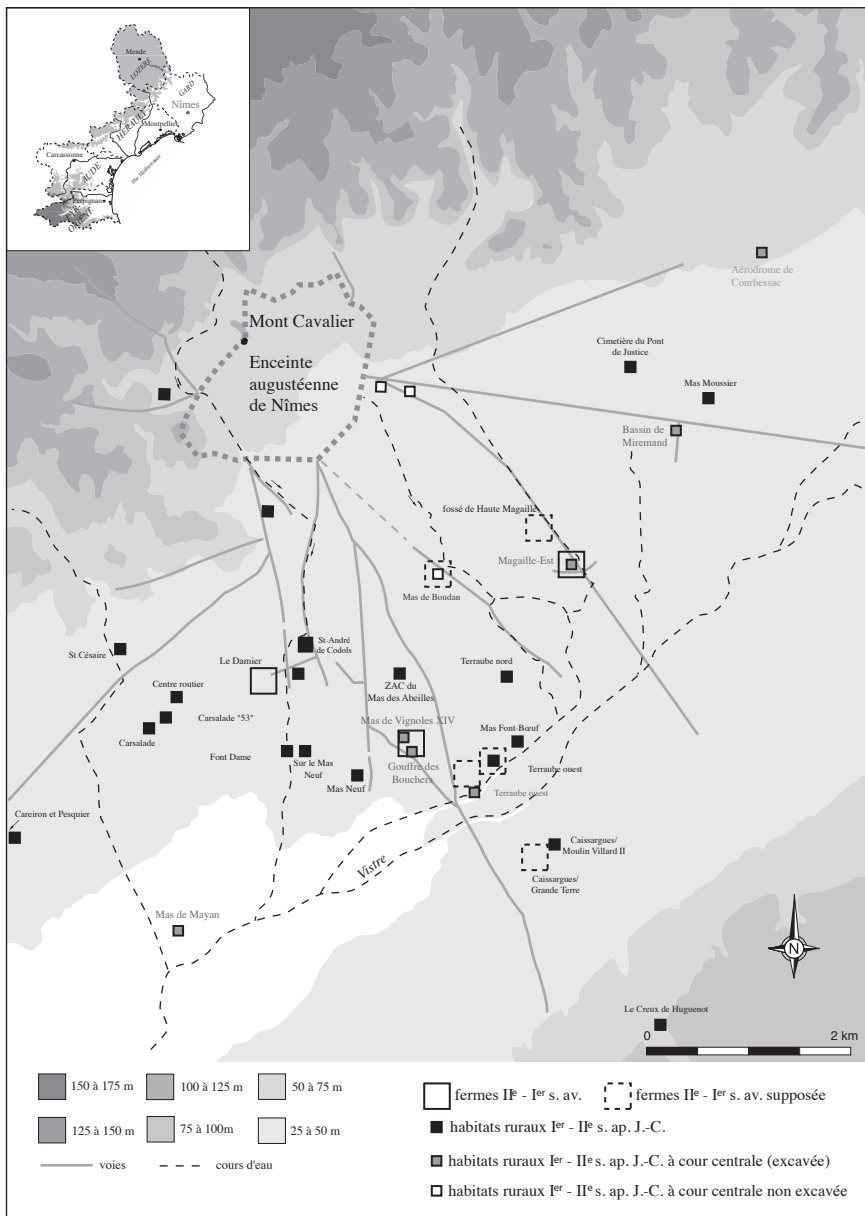 Mende
LOZÈRE
GARD
Nîmes
HÉRAULT
Montpellier
Carcassonne
AUDE
Mer Méditerranée
Perpignan
Mont Cavalier
Enceinte
augustéenne
de Nîmes
Aérodrome de
Courbessac
Cimetière du Pont
de Justice
Mas Moussier
Bassin de
Miremand
fossé de Haute Magaille
Magaille-Est
Mas de Boudan
St Césaire
Le Damier
St-André
de Codols
Centre routier
ZAC du
Mas des Abeilles
Terraube nord
Carsalade "53"
Carsalade
Mas de Vignoles XIV
Mas Font-Bœuf
Font Dame
Sur le Mas
Neuf
Gouffre des
Bouchers
Terraube ouest
Mas Neuf
Terraube ouest
Careiron et Pesquier
Vistre
Caissargues/
Moulin Villard II
Caissargues/
Grande Terre
Mas de Mayan
N
Le Creux de Huguenot
0 2 km
150 à 175 m
100 à 125 m
50 à 75 m
125 à 150 m
75 à 100m
25 à 50 m
voies
cours d'eau
fermes IIe - Ier s. av.
fermes IIe - Ier s. av. supposée
habitats ruraux Ier - IIe s. ap. J.-C.
habitats ruraux Ier - IIe s. ap. J.-C. à cour centrale (excavée)
habitats ruraux Ier - IIe s. ap. J.-C. à cour centrale non excavée